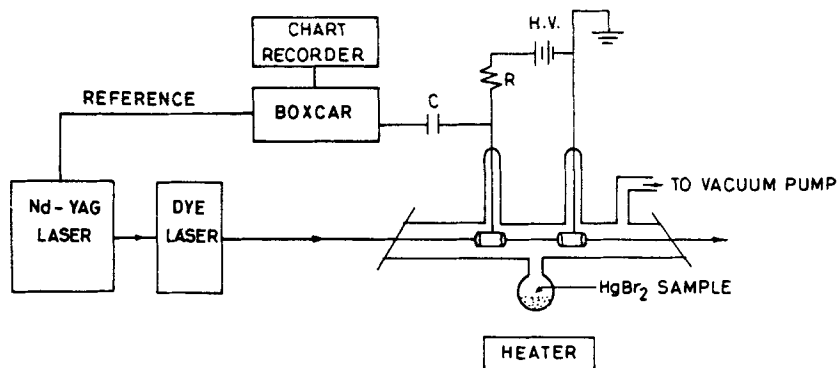 CHART
RECORDER
H.V.
R
REFERENCE
BOXCAR
C
Nd-YAG
LASER
DYE
LASER
TO VACUUM PUMP
HgBr₂ SAMPLE
HEATER